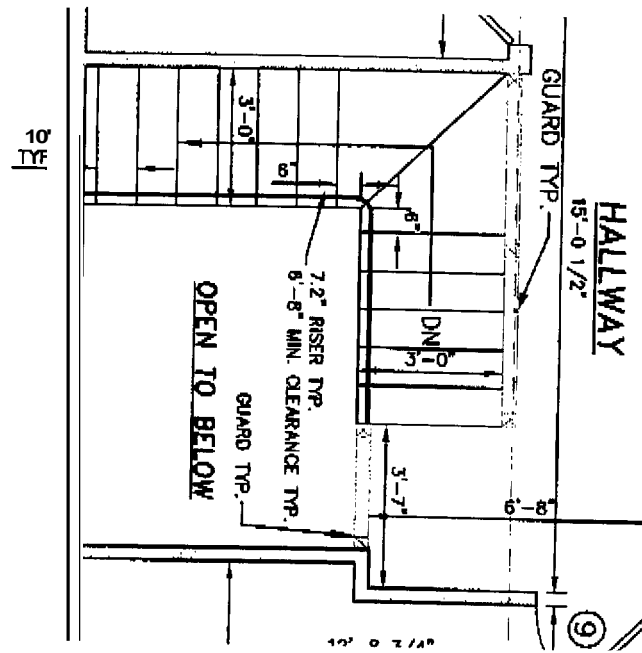 10"
TYP
3'-0"
6"
6"
GUARD TYP.
HALLWAY
15'-0 1/2"
7.2" RISER TYP.
6'-8" MIN. CLEARANCE TYP.
DN
3'-0"
OPEN TO BELOW
GUARD TYP.
3'-7"
6'-8"
9